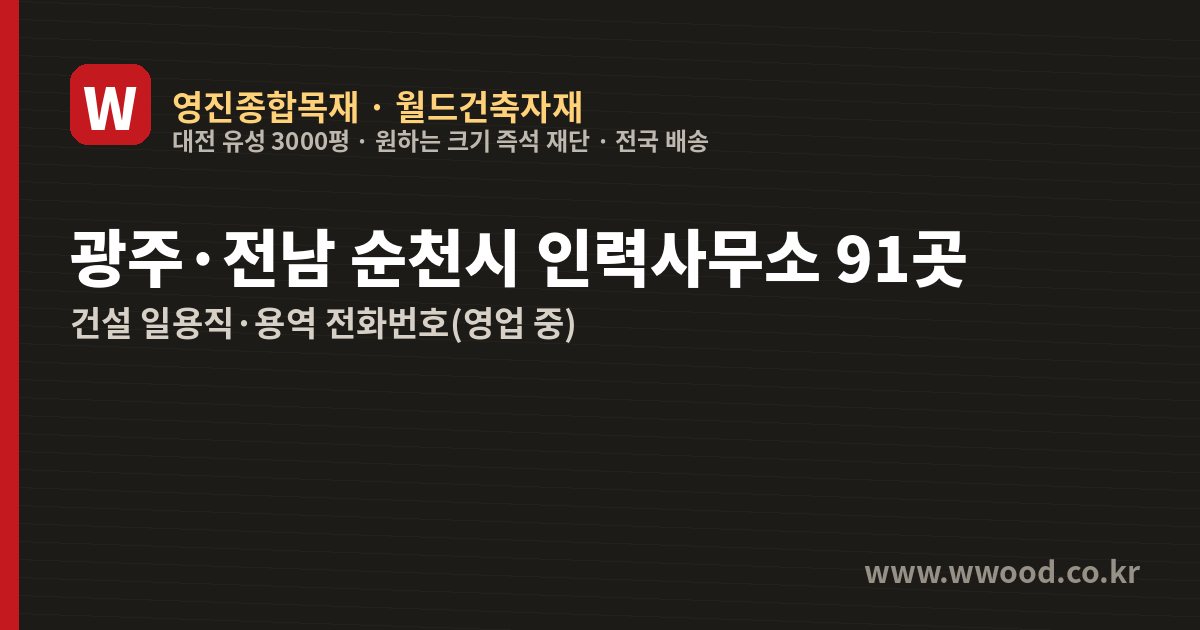 W
영진종합목재 · 월드건축자재
대전 유성 3000평 · 원하는 크기 즉석 재단 · 전국 배송
광주·전남 순천시 인력사무소 91곳
건설 일용직·용역 전화번호(영업 중)
www.wwood.co.kr